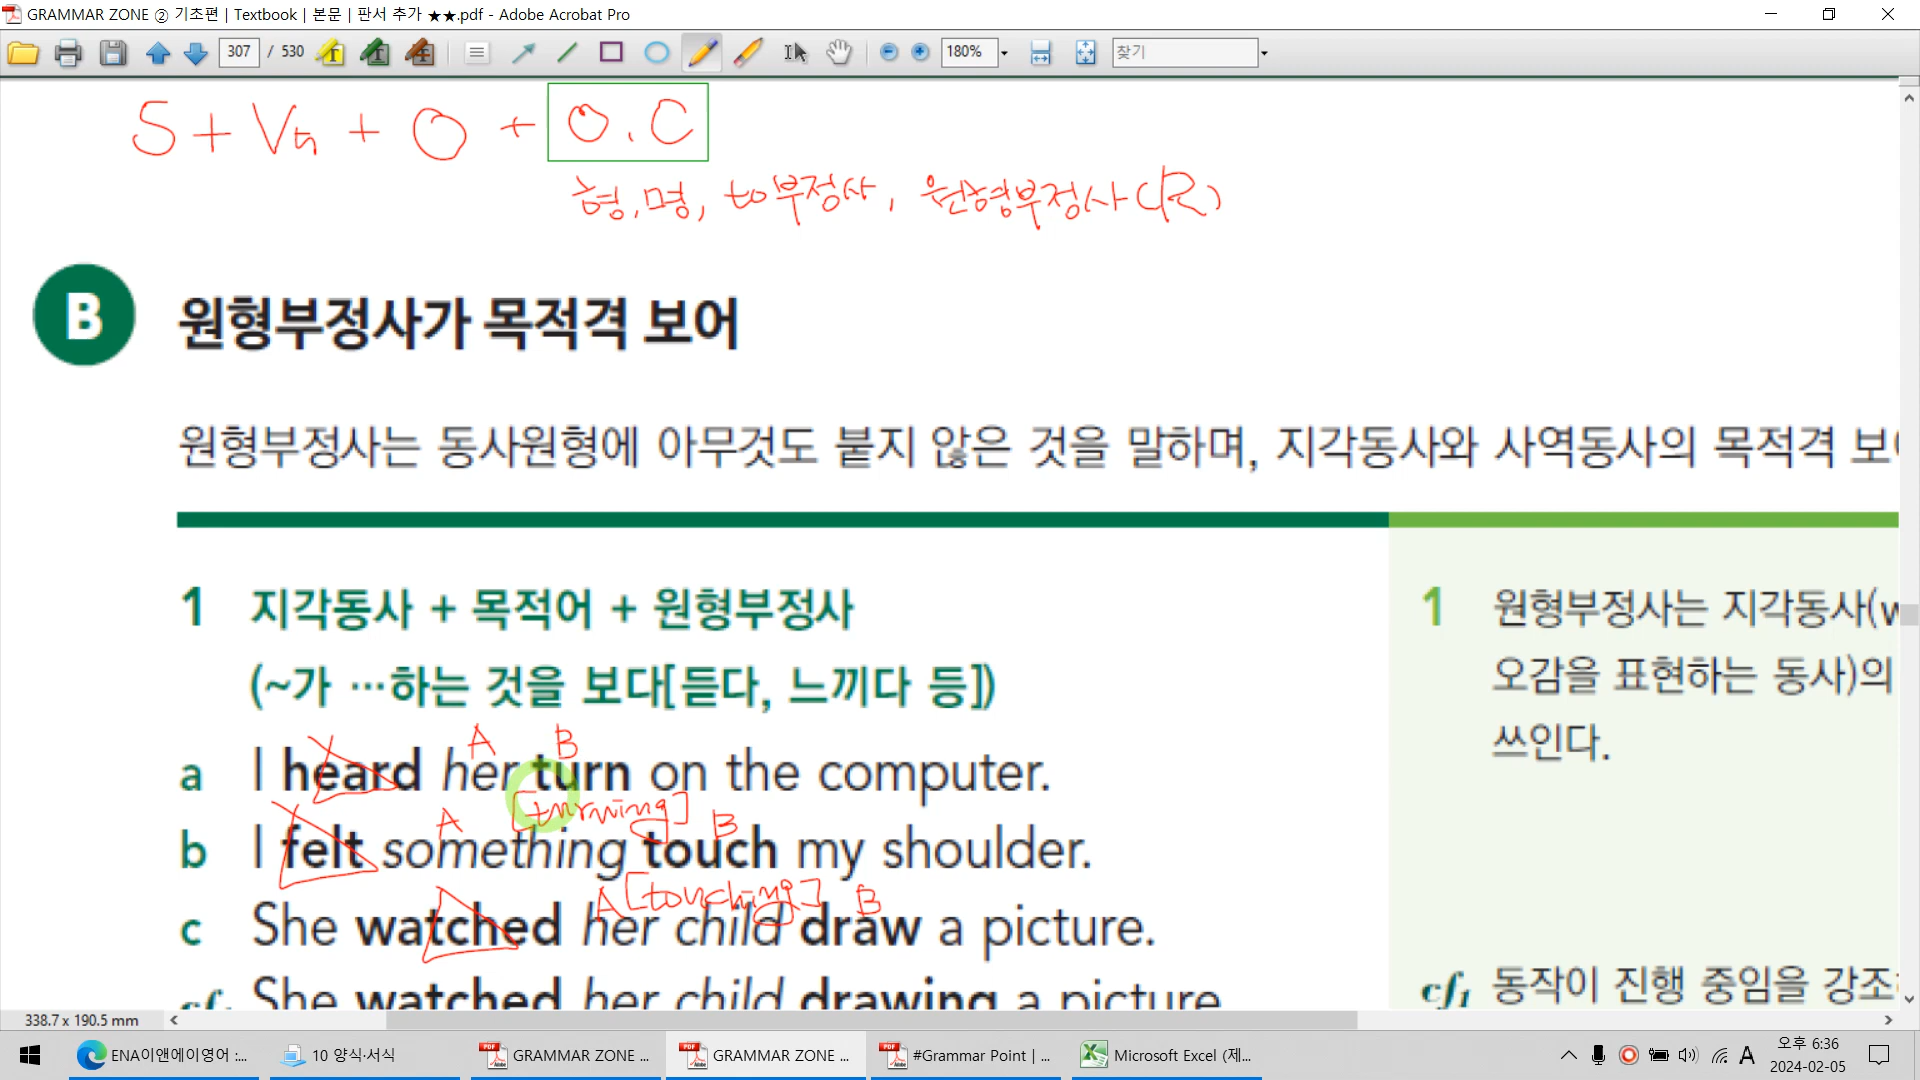 GRAMMAR ZONE ② 기초편 | Textbook | 본문 | 판서 추가 ★★.pdf - Adobe Acrobat Pro
307 / 530 180% 찾기
S + V5 + O + O.C
형, 명, to부정사, 원형부정사(R)
B 원형부정사가 목적격 보어
원형부정사는 동사원형에 아무것도 붙지 않은 것을 말하며, 지각동사와 사역동사의 목적격 보
1 지각동사 + 목적어 + 원형부정사
(~가 …하는 것을 보다[듣다, 느끼다 등])
A B
a I heard her turn on the computer.
[turning]
A B
b I felt something touch my shoulder.
[touching]
A B
c She watched her child draw a picture.
cf1 She watched her child drawing a picture
1 원형부정사는 지각동사(w
오감을 표현하는 동사)의
쓰인다.
cf1 동작이 진행 중임을 강조
338.7 x 190.5 mm
ENA이앤에이영어 :... 10 양식·서식 GRAMMAR ZONE ... GRAMMAR ZONE ... #Grammar Point | ... Microsoft Excel (제... A 오후 6:36
2024-02-05